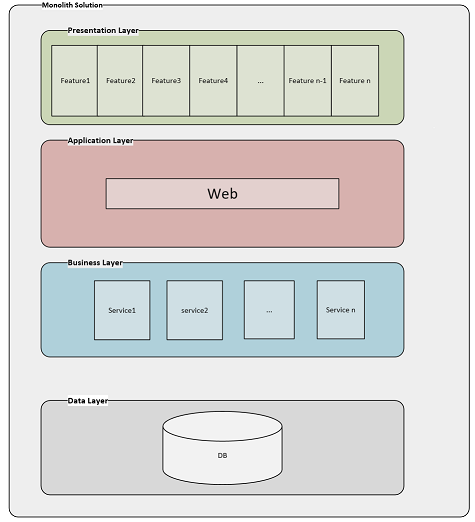 Monolith Solution
Presentation Layer
Feature1 Feature2 Feature3 Feature4 ... Feature n-1 Feature n
Application Layer
Web
Business Layer
Service1 service2 ... Service n
Data Layer
DB